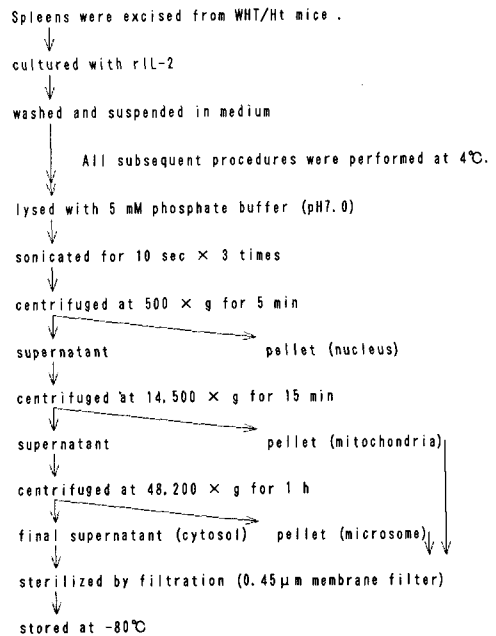 Spleens were excised from WHT/Ht mice .
cultured with rIL-2
washed and suspended in medium
All subsequent procedures were performed at 4℃.
lysed with 5 mM phosphate buffer (pH7.0)
sonicated for 10 sec × 3 times
centrifuged at 500 × g for 5 min
supernatant pellet (nucleus)
centrifuged at 14,500 × g for 15 min
supernatant pellet (mitochondria)
centrifuged at 48,200 × g for 1 h
final supernatant (cytosol) pellet (microsome)
sterilized by filtration (0.45μm membrane filter)
stored at -80℃